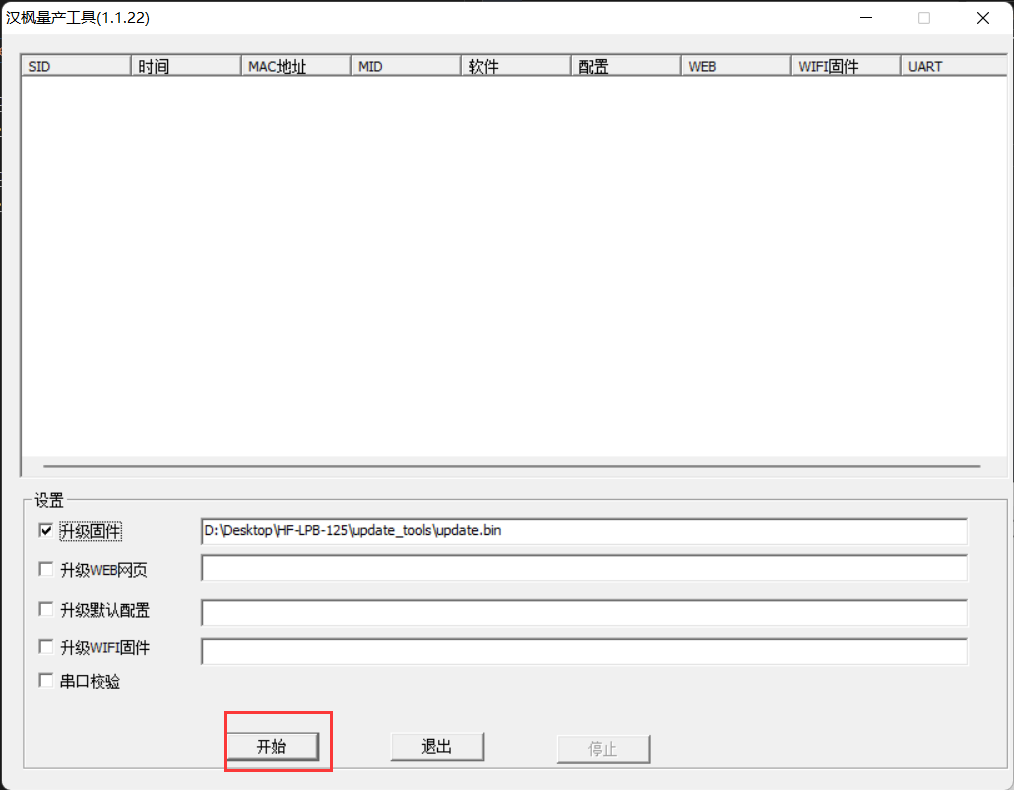 汉枫量产工具(1.1.22)
SID 时间 MAC地址 MID 软件 配置 WEB WIFI固件 UART
设置
升级固件 D:\Desktop\HF-LPB-125\update_tools\update.bin
升级WEB网页
升级默认配置
升级WIFI固件
串口校验
开始 退出 停止